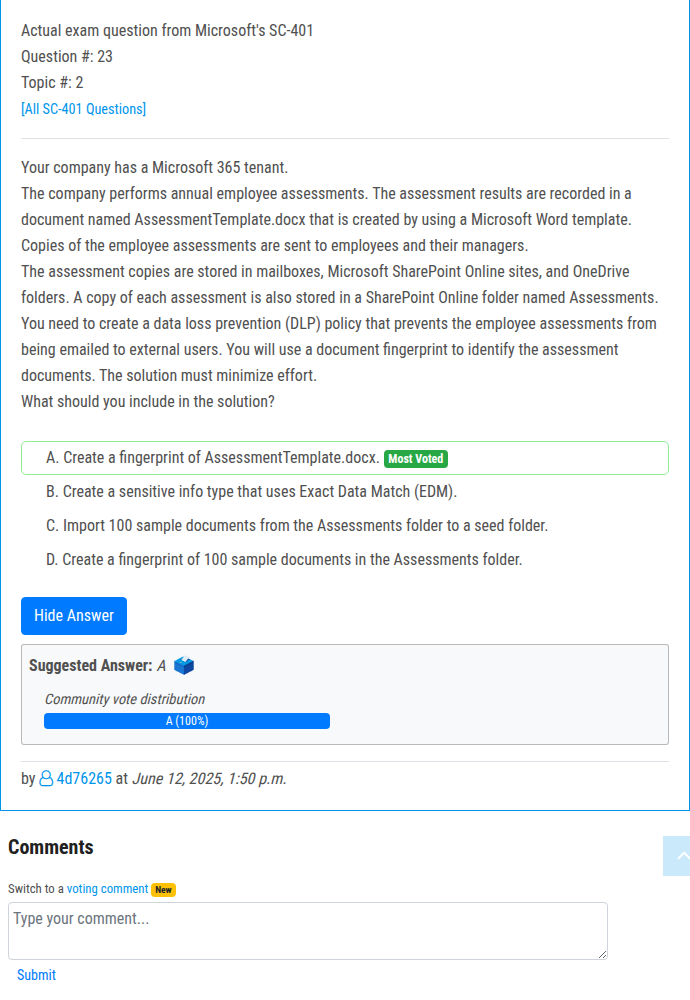 Actual exam question from Microsoft's SC-401
Question #: 23
Topic #: 2
[All SC-401 Questions]
Your company has a Microsoft 365 tenant.
The company performs annual employee assessments. The assessment results are recorded in a
document named AssessmentTemplate.docx that is created by using a Microsoft Word template.
Copies of the employee assessments are sent to employees and their managers.
The assessment copies are stored in mailboxes, Microsoft SharePoint Online sites, and OneDrive
folders. A copy of each assessment is also stored in a SharePoint Online folder named Assessments.
You need to create a data loss prevention (DLP) policy that prevents the employee assessments from
being emailed to external users. You will use a document fingerprint to identify the assessment
documents. The solution must minimize effort.
What should you include in the solution?
A. Create a fingerprint of AssessmentTemplate.docx. Most Voted
B. Create a sensitive info type that uses Exact Data Match (EDM).
C. Import 100 sample documents from the Assessments folder to a seed folder.
D. Create a fingerprint of 100 sample documents in the Assessments folder.
Hide Answer
Suggested Answer: A
Community vote distribution
A (100%)
by 4d76265 at June 12, 2025, 1:50 p.m.
Comments
Switch to a voting comment New
Type your comment...
Submit